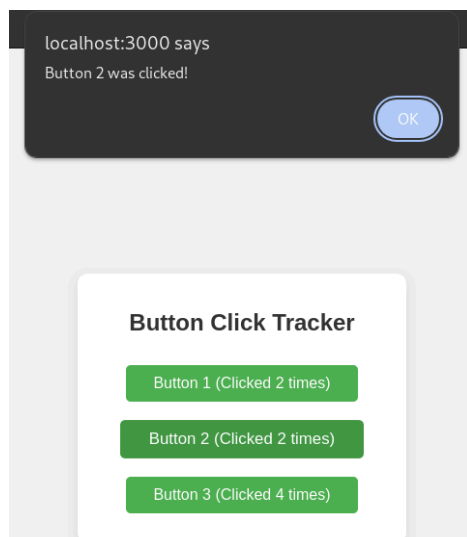 localhost:3000 says
Button 2 was clicked!
OK
Button Click Tracker
Button 1 (Clicked 2 times)
Button 2 (Clicked 2 times)
Button 3 (Clicked 4 times)